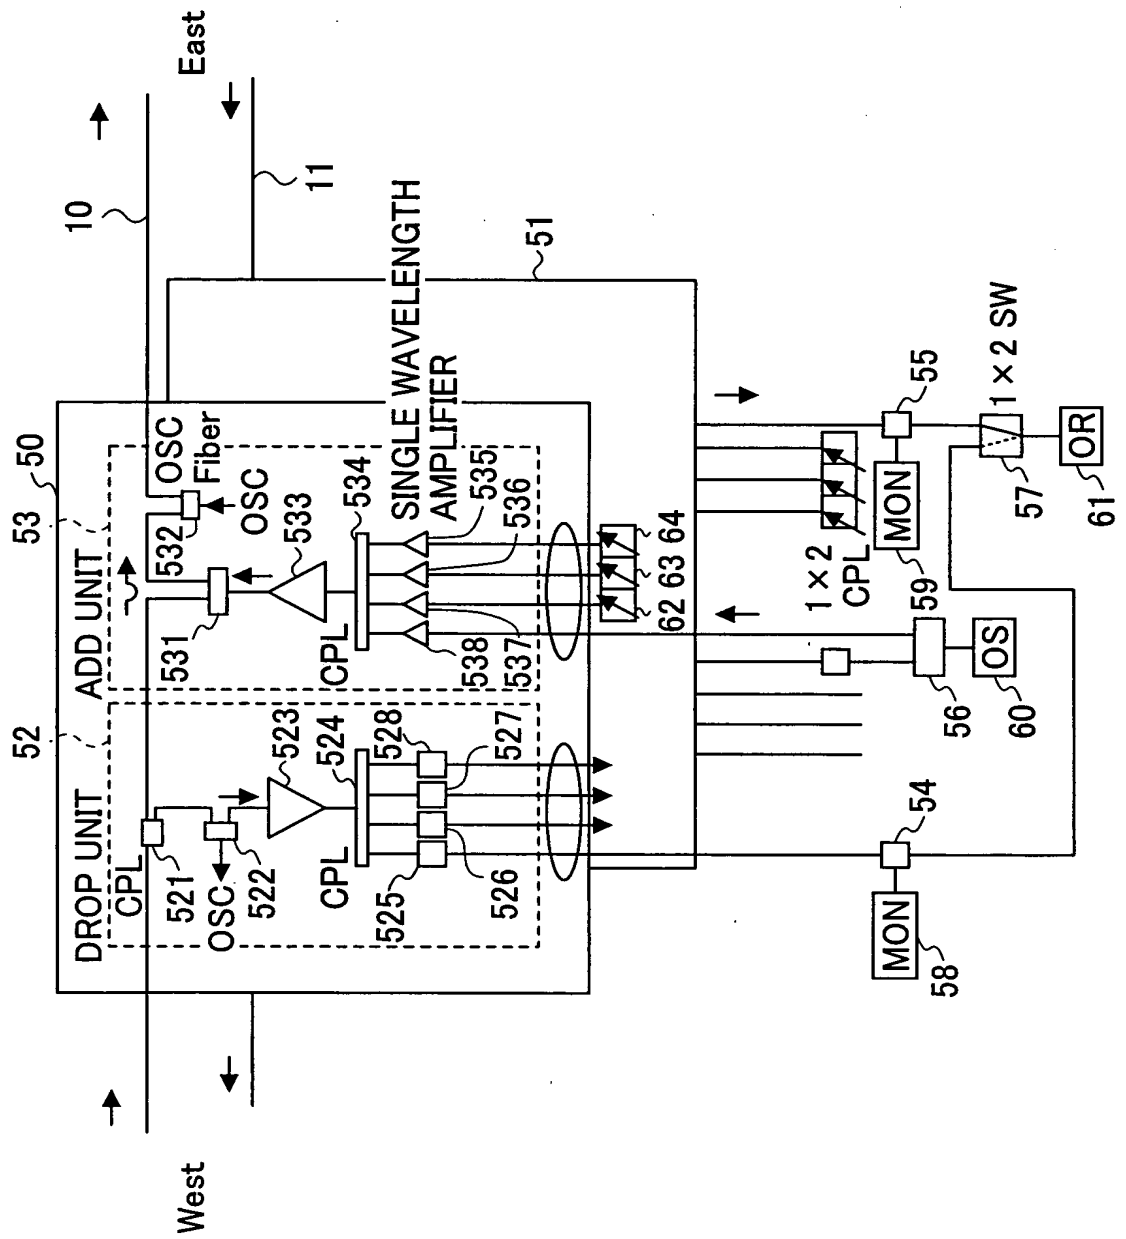 West
East
10
11
50
51
52
53
DROP UNIT
CPL
521
OSC
522
523
CPL
524
525
526
527
528
ADD UNIT
531
532
OSC
Fiber
OSC
533
CPL
534
SINGLE WAVELENGTH
AMPLIFIER
535
536
537
538
62
63
64
54
MON
58
1×2
CPL
55
MON
59
56
OS
60
1×2 SW
57
OR
61